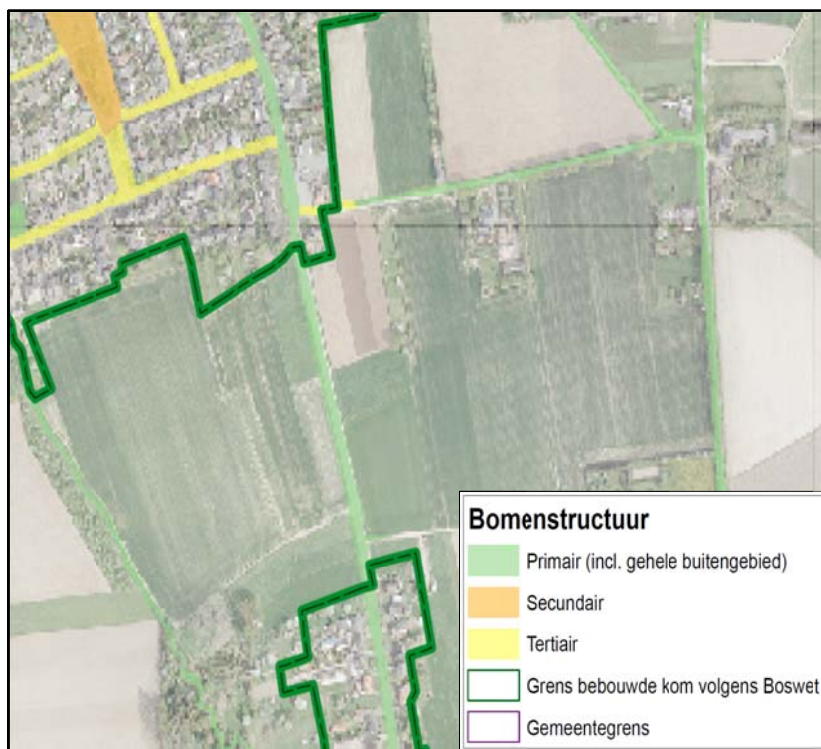 Bomenstructuur
Primair (incl. gehele buitengebied)
Secundair
Tertiair
Grens bebouwde kom volgens Boswet
Gemeentegrens